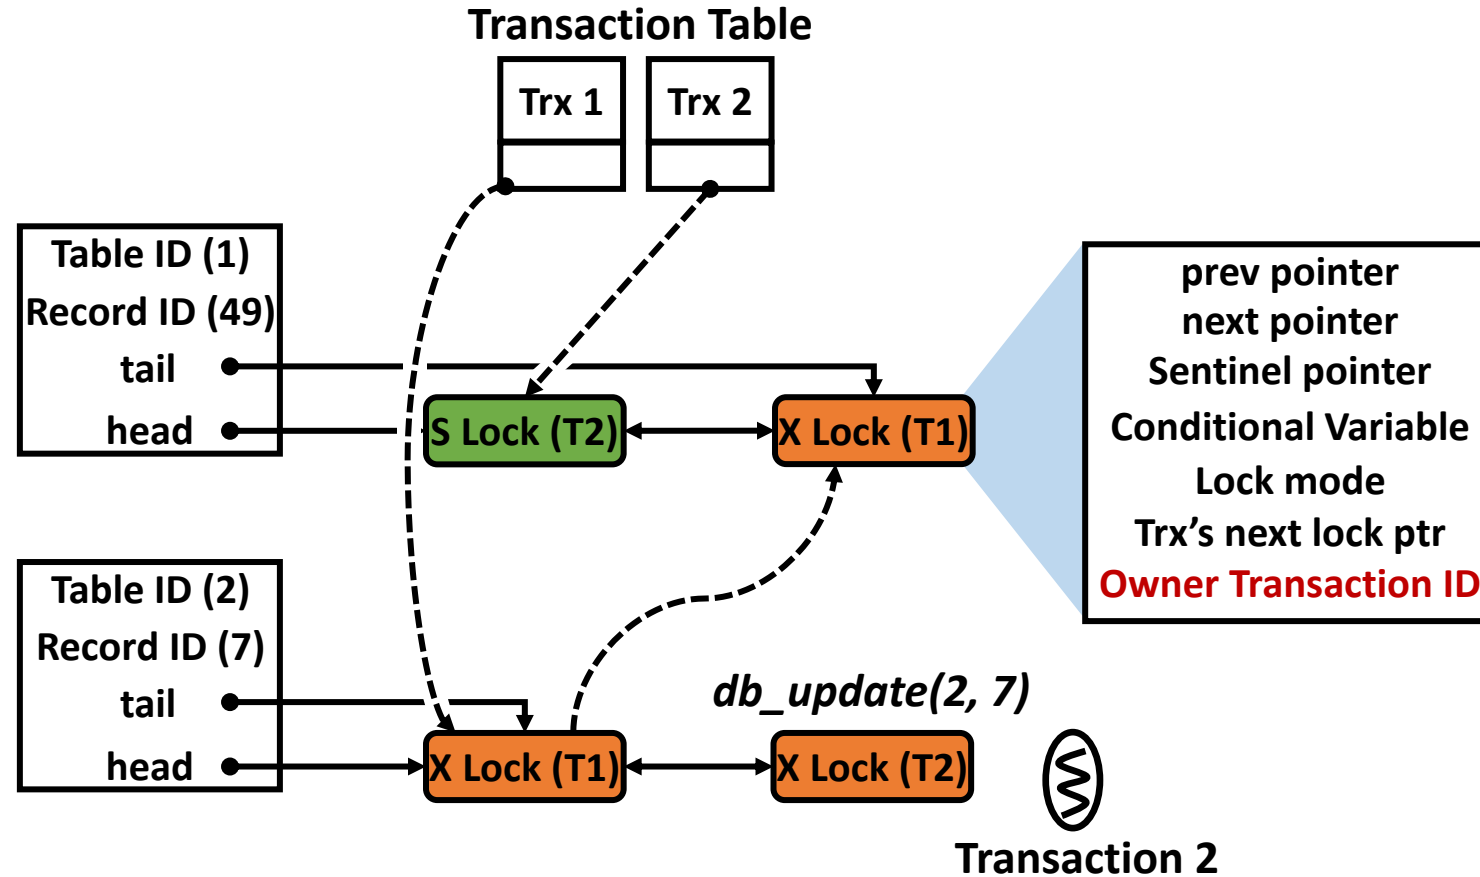 Transaction Table
Trx 1
Trx 2
Table ID (1)
Record ID (49)
tail
head
S Lock (T2)
X Lock (T1)
prev pointer
next pointer
Sentinel pointer
Conditional Variable
Lock mode
Trx's next lock ptr
Owner Transaction ID
Table ID (2)
Record ID (7)
tail
head
db_update(2, 7)
X Lock (T1)
X Lock (T2)
Transaction 2